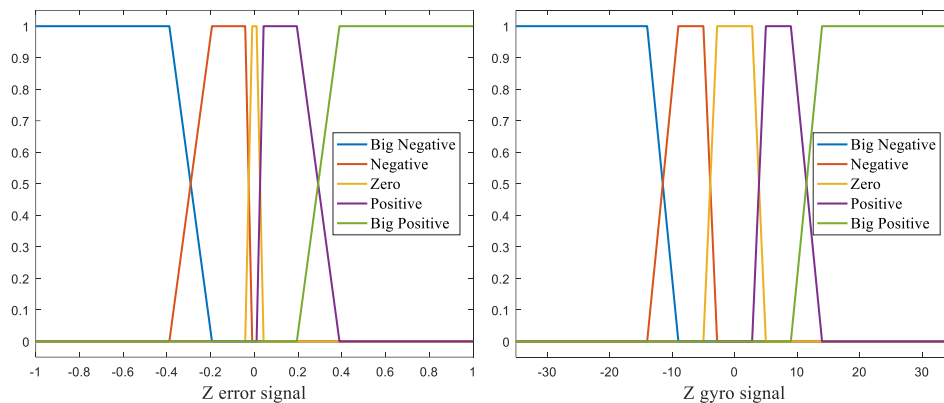 1
0.9
0.8
0.7
0.6
0.5
0.4
0.3
0.2
0.1
0
-1 -0.8 -0.6 -0.4 -0.2 0 0.2 0.4 0.6 0.8 1
Z error signal
Big Negative
Negative
Zero
Positive
Big Positive
1
0.9
0.8
0.7
0.6
0.5
0.4
0.3
0.2
0.1
0
-30 -20 -10 0 10 20 30
Z gyro signal
Big Negative
Negative
Zero
Positive
Big Positive